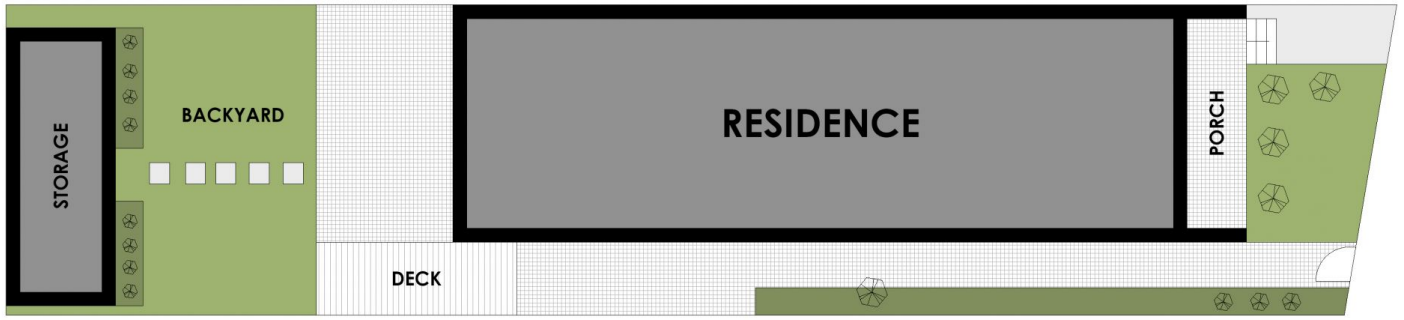 STORAGE
BACKYARD
DECK
RESIDENCE
PORCH